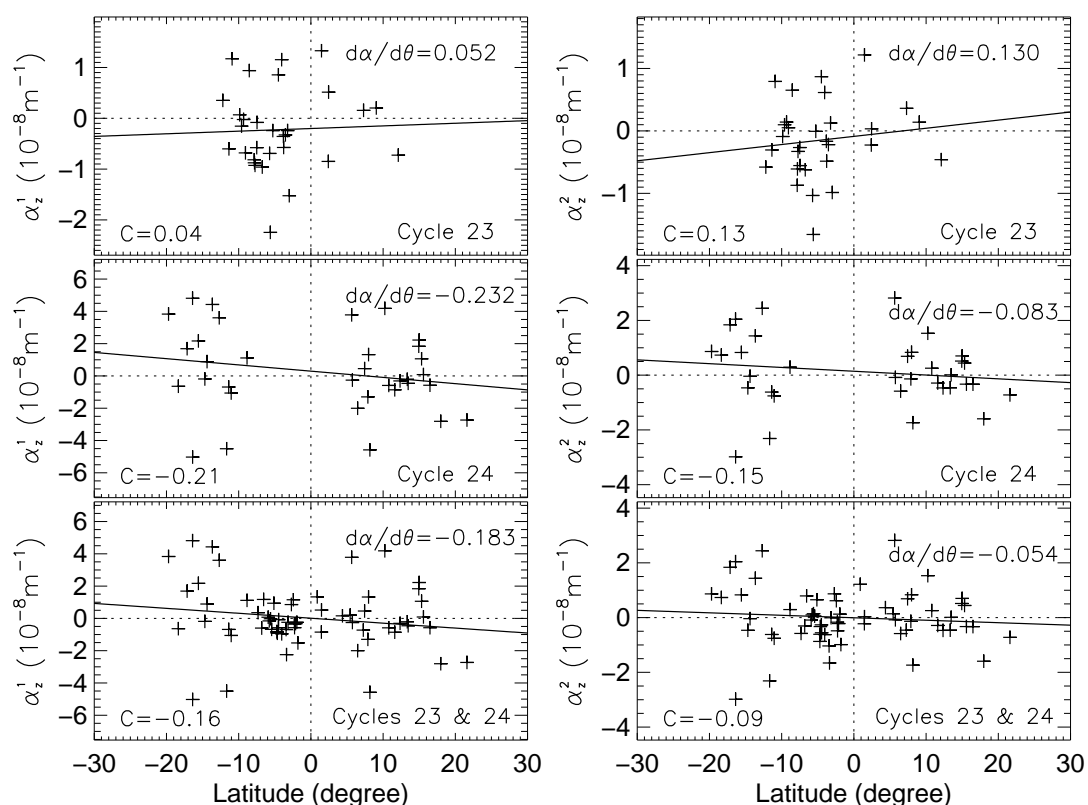 1
0
−1
−2
α_z^1 (10^−8 m^−1)
dα/dθ=0.052
C=0.04
Cycle 23
1
0
−1
α_z^2 (10^−8 m^−1)
dα/dθ=0.130
C=0.13
Cycle 23
6
4
2
0
−2
−4
−6
α_z^1 (10^−8 m^−1)
dα/dθ=−0.232
C=−0.21
Cycle 24
4
2
0
−2
−4
α_z^2 (10^−8 m^−1)
dα/dθ=−0.083
C=−0.15
Cycle 24
6
4
2
0
−2
−4
−6
α_z^1 (10^−8 m^−1)
dα/dθ=−0.183
C=−0.16
Cycles 23 & 24
−30 −20 −10 0 10 20 30
Latitude (degree)
4
2
0
−2
−4
α_z^2 (10^−8 m^−1)
dα/dθ=−0.054
C=−0.09
Cycles 23 & 24
−30 −20 −10 0 10 20 30
Latitude (degree)